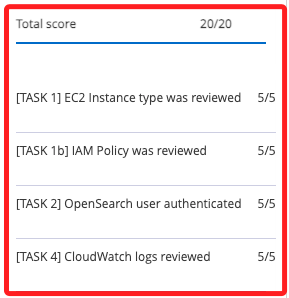 Total score 20/20
[TASK 1] EC2 Instance type was reviewed 5/5
[TASK 1b] IAM Policy was reviewed 5/5
[TASK 2] OpenSearch user authenticated 5/5
[TASK 4] CloudWatch logs reviewed 5/5